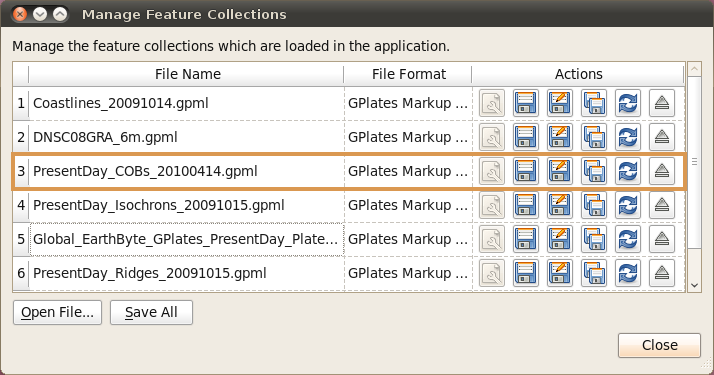 Manage Feature Collections
Manage the feature collections which are loaded in the application.
File Name File Format Actions
1 Coastlines_20091014.gpml GPlates Markup ...
2 DNSC08GRA_6m.gpml GPlates Markup ...
3 PresentDay_COBs_20100414.gpml GPlates Markup ...
4 PresentDay_Isochrons_20091015.gpml GPlates Markup ...
5 Global_EarthByte_GPlates_PresentDay_Plate... GPlates Markup ...
6 PresentDay_Ridges_20091015.gpml GPlates Markup ...
Open File... Save All
Close